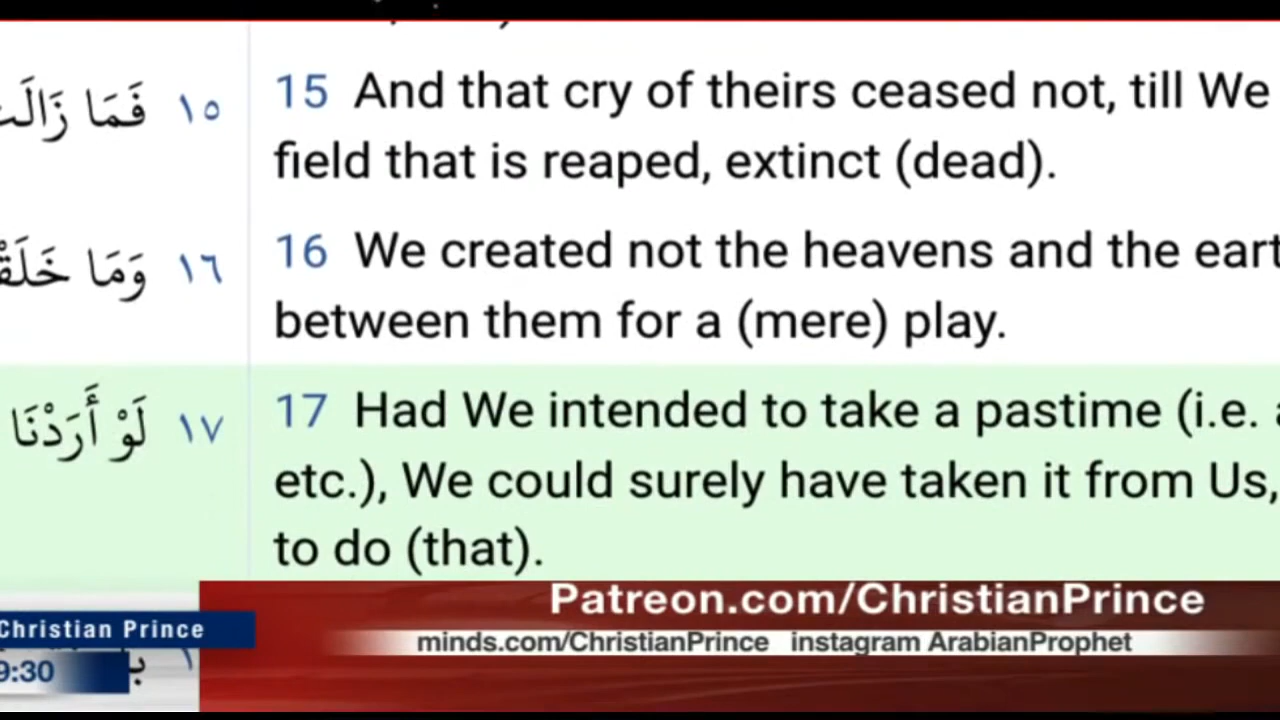 فَمَا زَالَت ١٥ 15 And that cry of theirs ceased not, till We
field that is reaped, extinct (dead).
وَمَا خَلَقْ ١٦ 16 We created not the heavens and the eart
between them for a (mere) play.
لَوْ أَرَدْنَا ١٧ 17 Had We intended to take a pastime (i.e. a
etc.), We could surely have taken it from Us,
to do (that).
Patreon.com/ChristianPrince
Christian Prince
minds.com/ChristianPrince instagram ArabianProphet
9:30